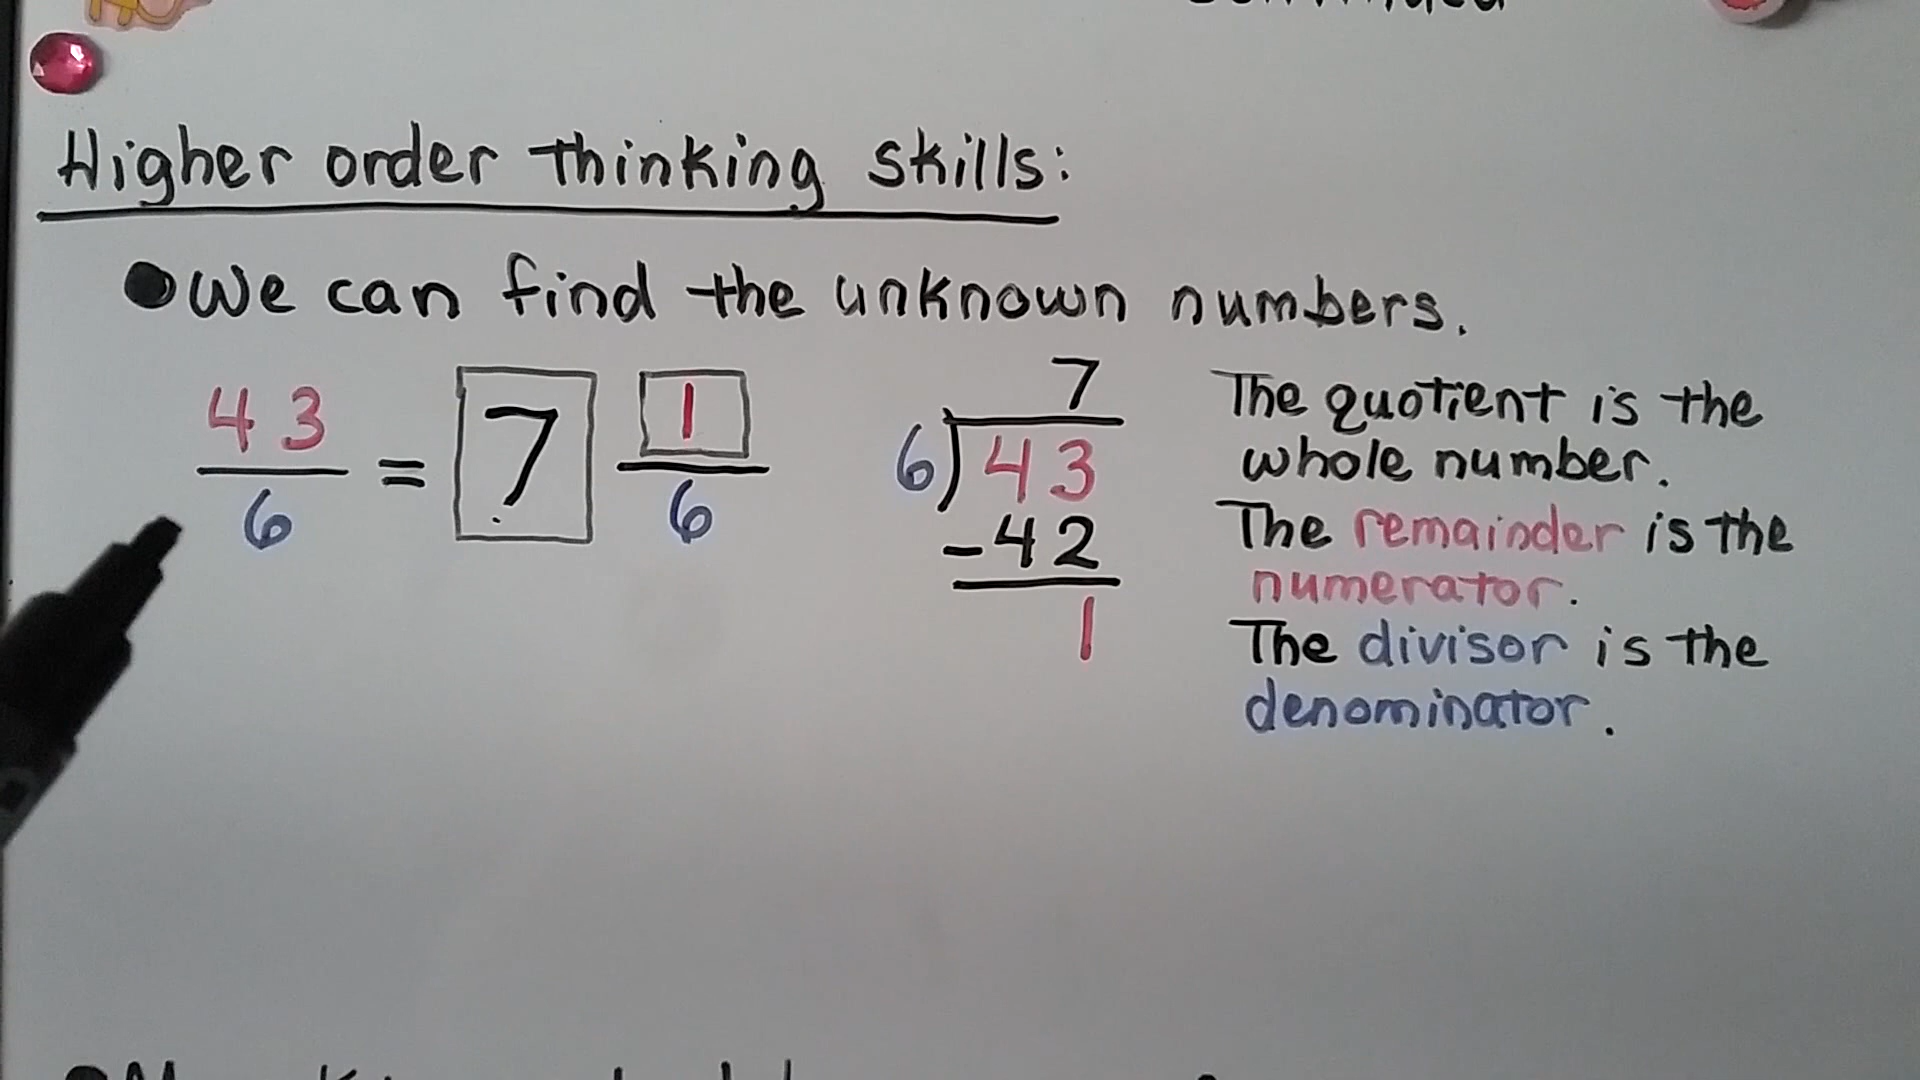 Higher order thinking skills:
●We can find the unknown numbers.
43/6 = 7 1/6
7
6)43
-42
1
The quotient is the
whole number.
The remainder is the
numerator.
The divisor is the
denominator.